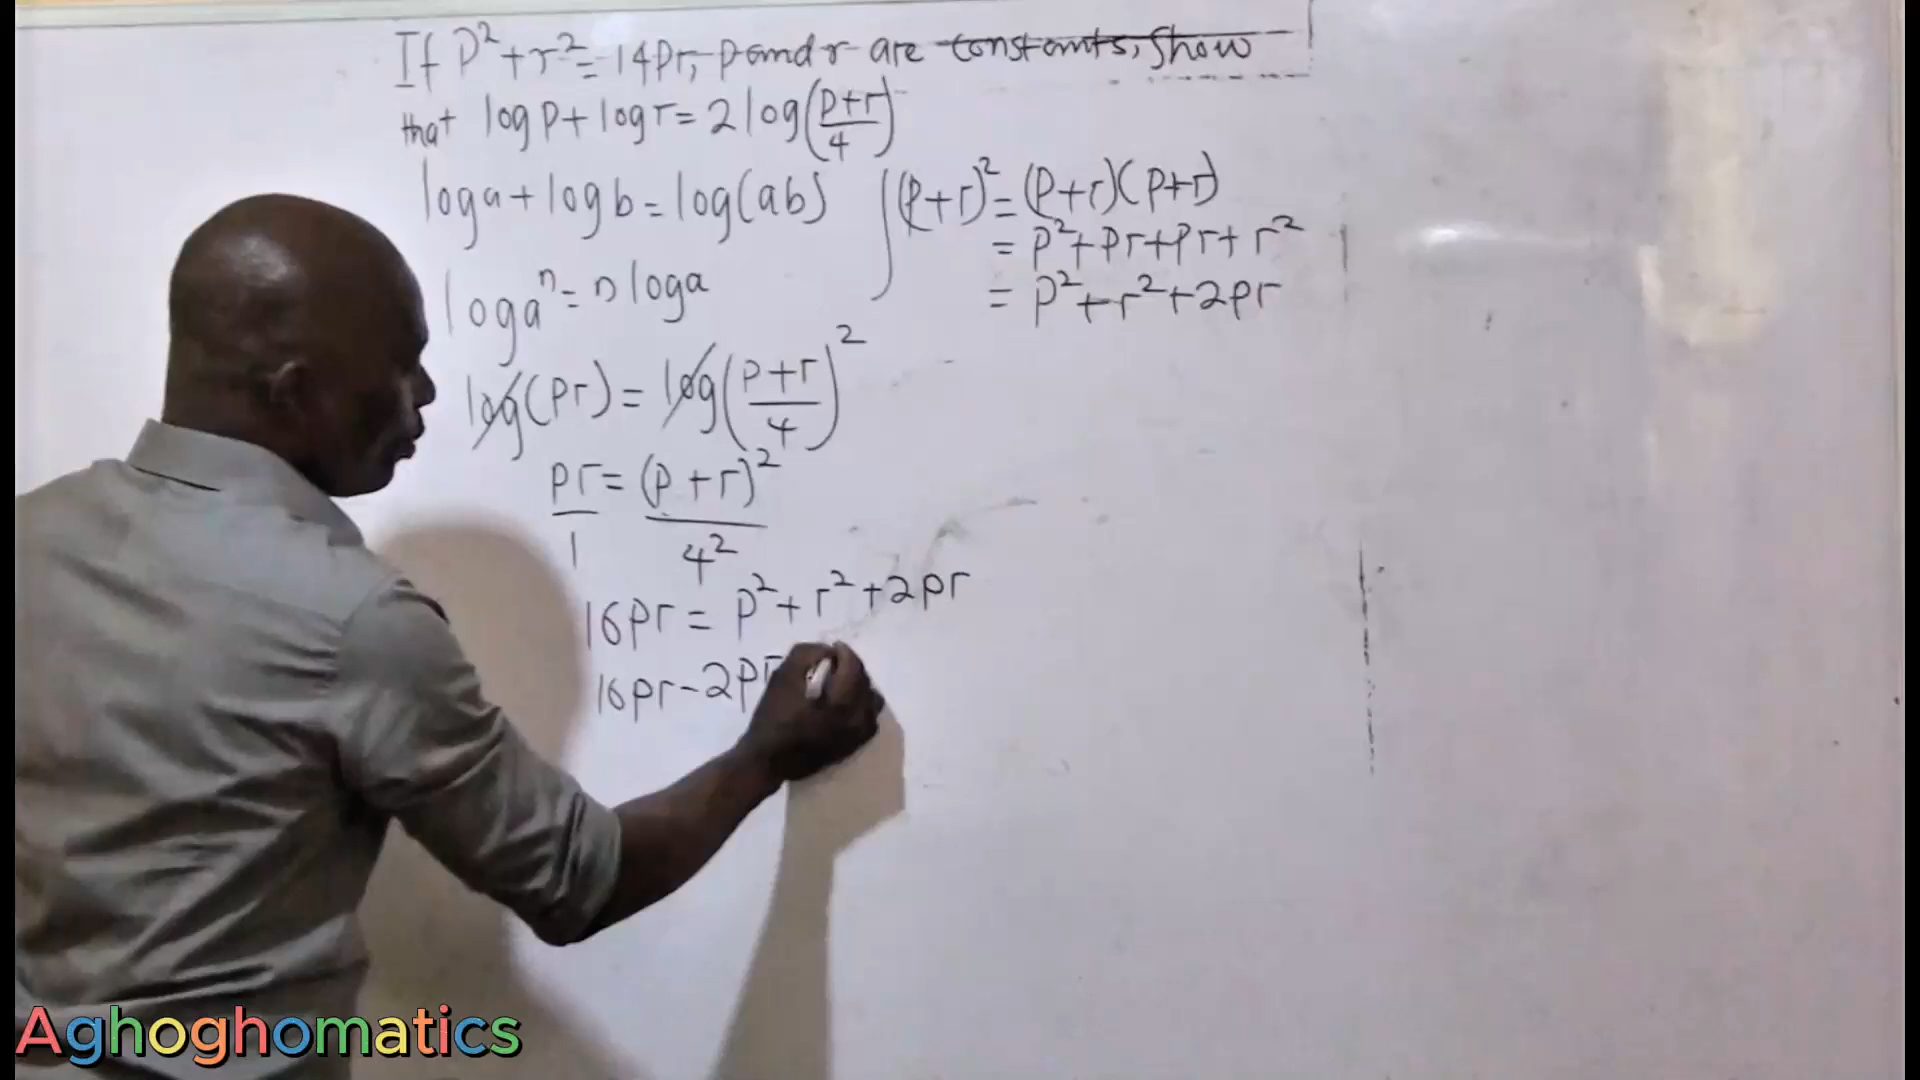 If P²+r²=14pr, p and r are constants, show
that log p + log r = 2 log((p+r)/4)
log a + log b = log(ab)
(p+r)² = (p+r)(p+r)
= p²+pr+pr+r²
= p²+r²+2pr
log aⁿ = n log a
log(pr) = log((p+r)/4)²
pr/1 = (p+r)²/4²
16pr = p²+r²+2pr
16pr-2pr
Aghoghomatics